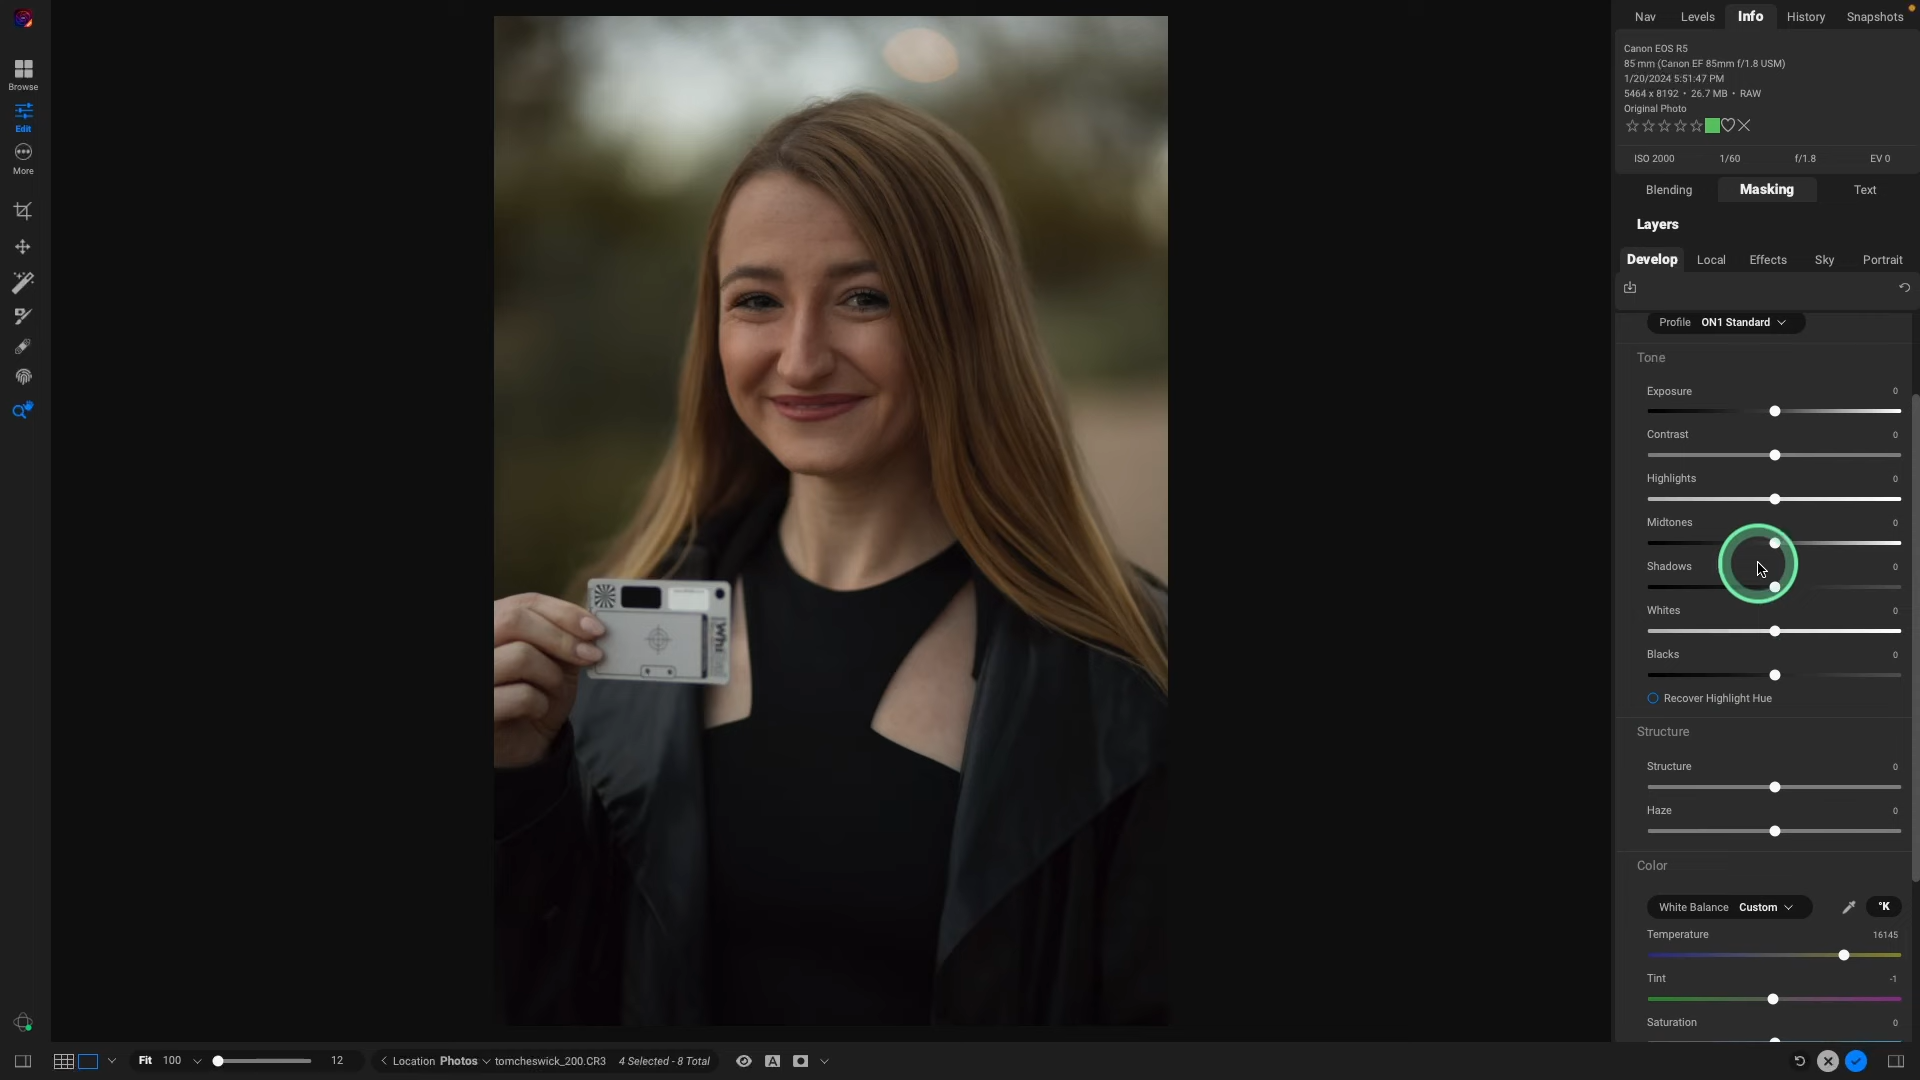 Nav Levels Info History Snapshots
Canon EOS R5
85 mm (Canon EF 85mm f/1.8 USM)
1/20/2024 5:51:47 PM
5464 x 8192 • 26.7 MB • RAW
Original Photo
ISO 2000 1/60 f/1.8 EV 0
Blending Masking Text
Layers
Develop Local Effects Sky Portrait
Profile ON1 Standard
Tone
Exposure 0
Contrast 0
Highlights 0
Midtones 0
Shadows 0
Whites 0
Blacks 0
Recover Highlight Hue
Structure
Structure 0
Haze 0
Color
White Balance Custom °K
Temperature 16145
Tint -1
Saturation 0
Browse
Edit
More
Fit 100 12 Location Photos tomcheswick_200.CR3 4 Selected - 8 Total A